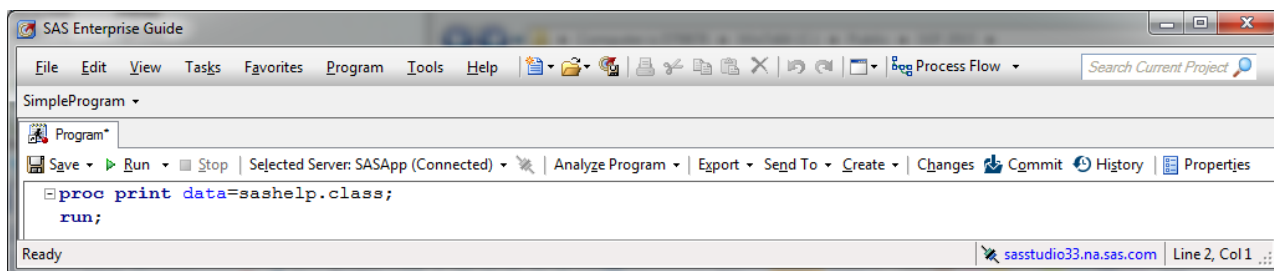 SAS Enterprise Guide
File Edit View Tasks Favorites Program Tools Help Process Flow Search Current Project
SimpleProgram
Program*
Save Run Stop Selected Server: SASApp (Connected) Analyze Program Export Send To Create Changes Commit History Properties
proc print data=sashelp.class;
run;
Ready sasstudio33.na.sas.com Line 2, Col 1